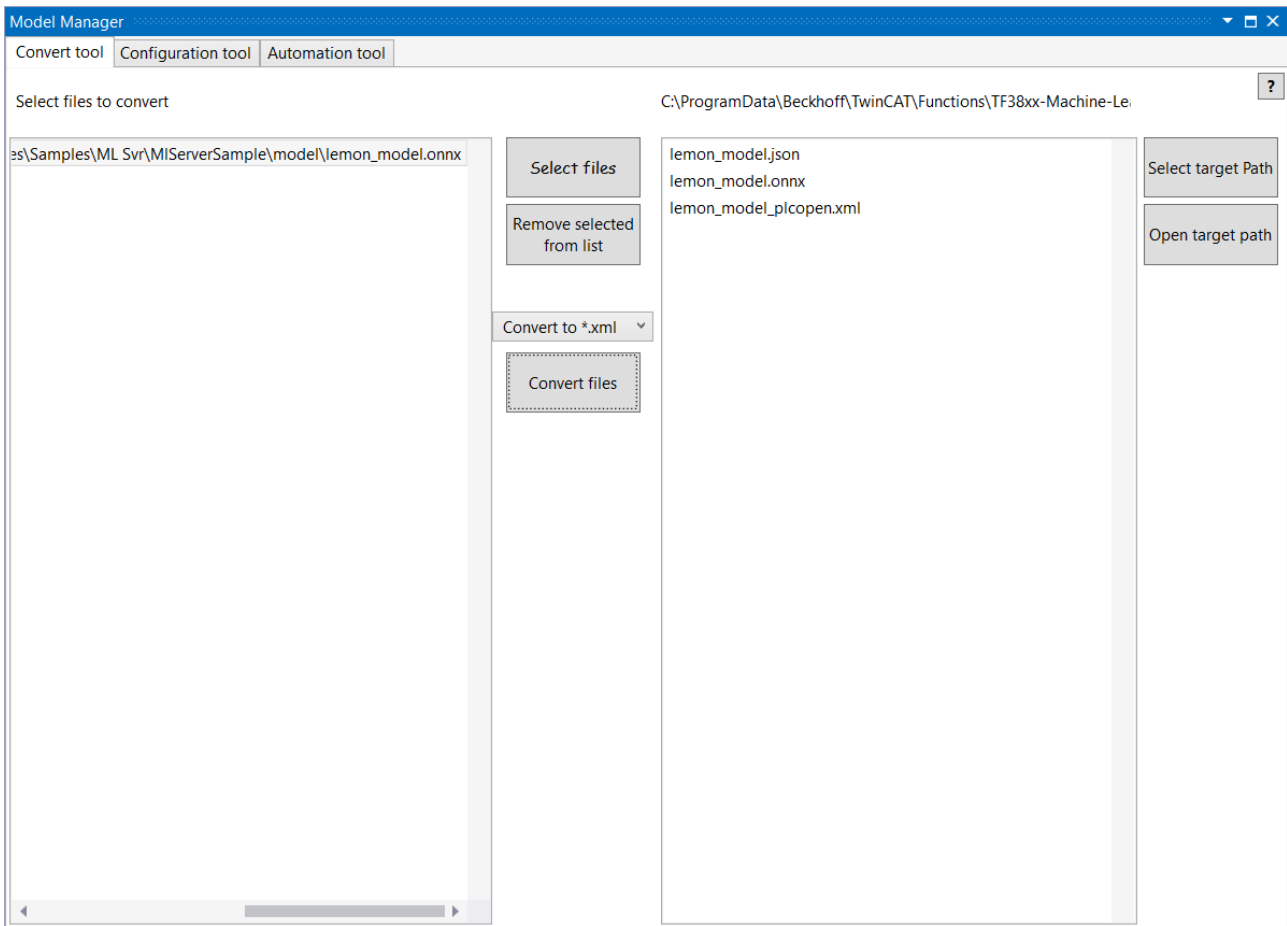 Model Manager
Convert tool
Configuration tool
Automation tool
?
Select files to convert
C:\ProgramData\Beckhoff\TwinCAT\Functions\TF38xx-Machine-Le
es\Samples\ML Svr\MlServerSample\model\lemon_model.onnx
Select files
Remove selected
from list
Convert to *.xml
Convert files
lemon_model.json
lemon_model.onnx
lemon_model_plcopen.xml
Select target Path
Open target path